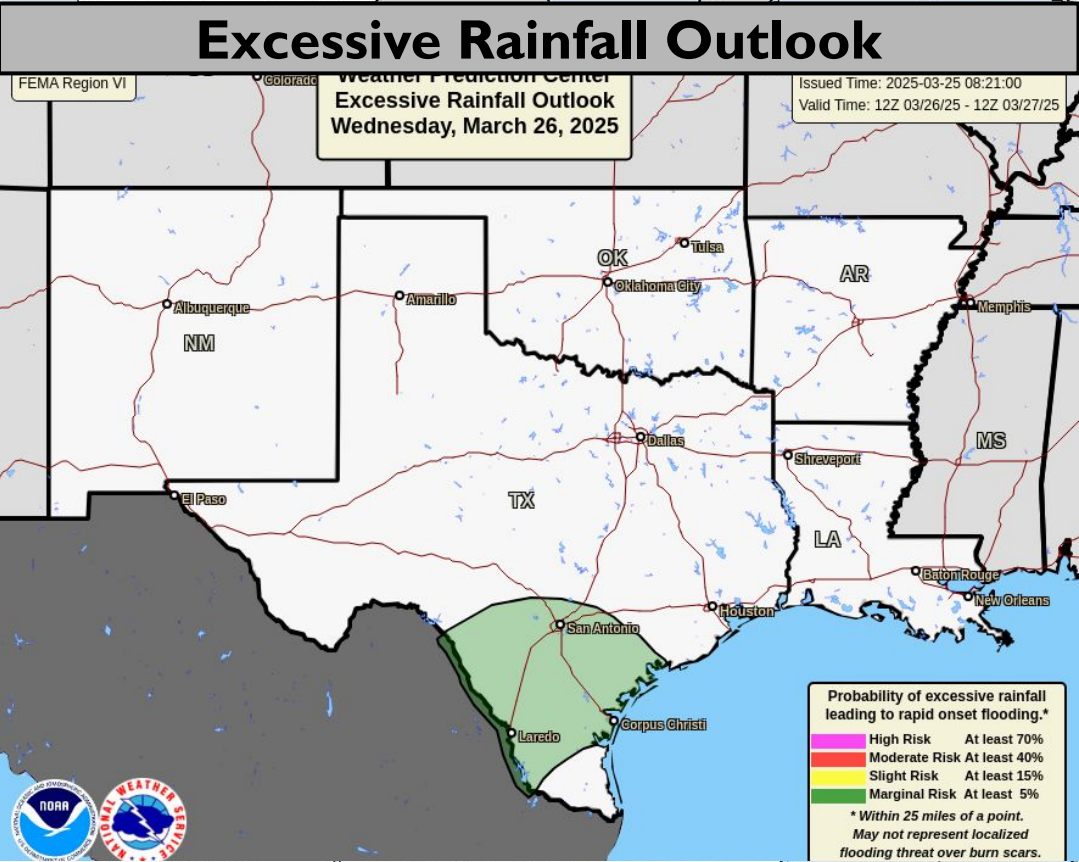 Excessive Rainfall Outlook
FEMA Region VI
Colorado
Weather Prediction Center
Excessive Rainfall Outlook
Wednesday, March 26, 2025
Issued Time: 2025-03-25 08:21:00
Valid Time: 12Z 03/26/25 - 12Z 03/27/25
Tulsa
OK
Oklahoma City
AR
Amarillo
Albuquerque
Memphis
NM
Dallas
MS
Shreveport
El Paso
TX
LA
Baton Rouge
New Orleans
Houston
San Antonio
Corpus Christi
Laredo
Probability of excessive rainfall
leading to rapid onset flooding.*
High Risk At least 70%
Moderate Risk At least 40%
Slight Risk At least 15%
Marginal Risk At least 5%
* Within 25 miles of a point.
May not represent localized
flooding threat over burn scars.
NOAA
NATIONAL WEATHER SERVICE